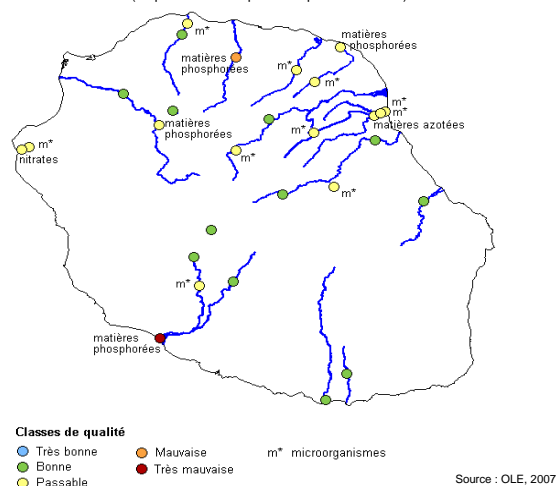 m*
matières
phosphorées
matières
phosphorées
m*
m*
m*
m*
matières azotées
matières
phosphorées
m*
m*
m*
nitrates
m*
m*
matières
phosphorées
Classes de qualité
Très bonne
Mauvaise
m* microorganismes
Bonne
Très mauvaise
Passable
Source : OLE, 2007